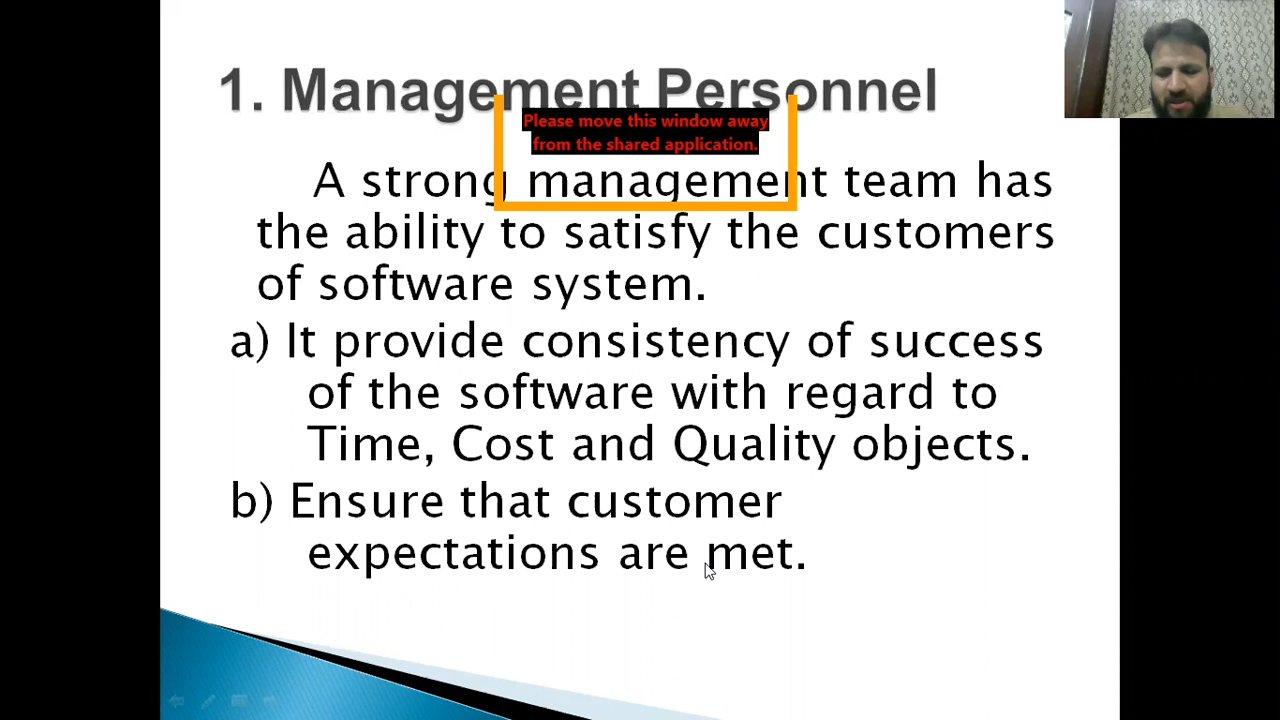 1. Management Personnel
Please move this window away
from the shared application.
A strong management team has
the ability to satisfy the customers
of software system.
a) It provide consistency of success
of the software with regard to
Time, Cost and Quality objects.
b) Ensure that customer
expectations are met.